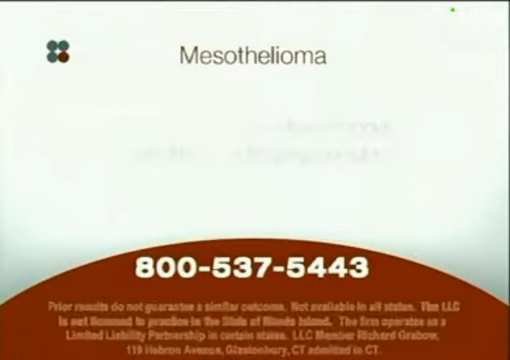 Mesothelioma
800-537-5443
Prior results do not guarantee a similar outcome. Not available in all states. The LLC
is not licensed to practice in the State of Rhode Island. The firm operates as a
Limited Liability Partnership in certain states. LLC Member Richard Grabow,
119 Hebron Avenue, Glastonbury, CT admitted in CT.